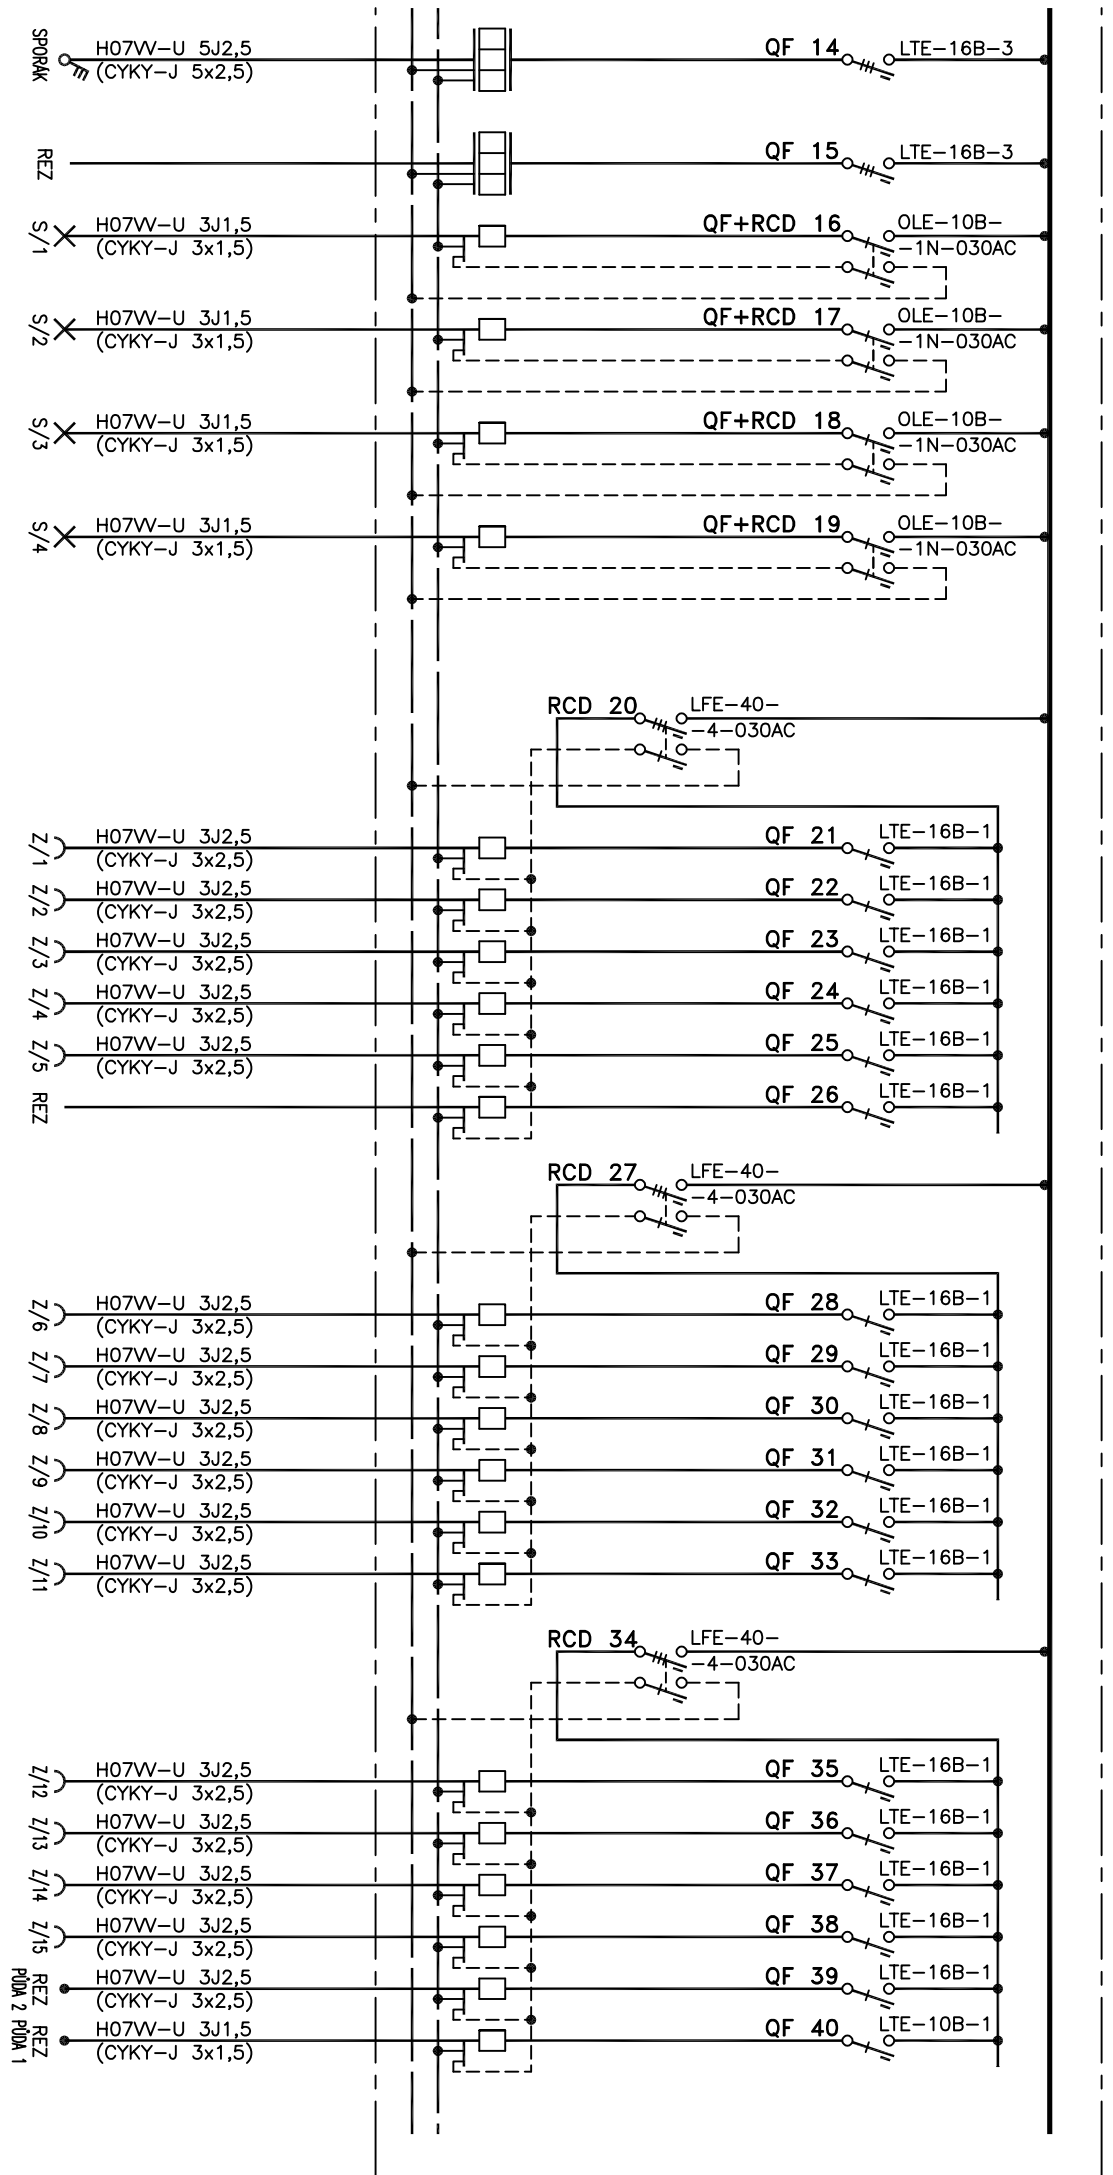 SPORÁK
H07VV-U 5J2,5
(CYKY-J 5x2,5)
QF 14
LTE-16B-3
REZ
QF 15
LTE-16B-3
S/1
H07VV-U 3J1,5
(CYKY-J 3x1,5)
QF+RCD 16
OLE-10B-
-1N-030AC
S/2
H07VV-U 3J1,5
(CYKY-J 3x1,5)
QF+RCD 17
OLE-10B-
-1N-030AC
S/3
H07VV-U 3J1,5
(CYKY-J 3x1,5)
QF+RCD 18
OLE-10B-
-1N-030AC
S/4
H07VV-U 3J1,5
(CYKY-J 3x1,5)
QF+RCD 19
OLE-10B-
-1N-030AC
RCD 20
LFE-40-
-4-030AC
Z/1
H07VV-U 3J2,5
(CYKY-J 3x2,5)
QF 21
LTE-16B-1
Z/2
H07VV-U 3J2,5
(CYKY-J 3x2,5)
QF 22
LTE-16B-1
Z/3
H07VV-U 3J2,5
(CYKY-J 3x2,5)
QF 23
LTE-16B-1
Z/4
H07VV-U 3J2,5
(CYKY-J 3x2,5)
QF 24
LTE-16B-1
Z/5
H07VV-U 3J2,5
(CYKY-J 3x2,5)
QF 25
LTE-16B-1
REZ
QF 26
LTE-16B-1
RCD 27
LFE-40-
-4-030AC
Z/6
H07VV-U 3J2,5
(CYKY-J 3x2,5)
QF 28
LTE-16B-1
Z/7
H07VV-U 3J2,5
(CYKY-J 3x2,5)
QF 29
LTE-16B-1
Z/8
H07VV-U 3J2,5
(CYKY-J 3x2,5)
QF 30
LTE-16B-1
Z/9
H07VV-U 3J2,5
(CYKY-J 3x2,5)
QF 31
LTE-16B-1
Z/10
H07VV-U 3J2,5
(CYKY-J 3x2,5)
QF 32
LTE-16B-1
Z/11
H07VV-U 3J2,5
(CYKY-J 3x2,5)
QF 33
LTE-16B-1
RCD 34
LFE-40-
-4-030AC
Z/12
H07VV-U 3J2,5
(CYKY-J 3x2,5)
QF 35
LTE-16B-1
Z/13
H07VV-U 3J2,5
(CYKY-J 3x2,5)
QF 36
LTE-16B-1
Z/14
H07VV-U 3J2,5
(CYKY-J 3x2,5)
QF 37
LTE-16B-1
Z/15
H07VV-U 3J2,5
(CYKY-J 3x2,5)
QF 38
LTE-16B-1
REZ
PŮDA 2
H07VV-U 3J2,5
(CYKY-J 3x2,5)
QF 39
LTE-16B-1
REZ
PŮDA 1
H07VV-U 3J1,5
(CYKY-J 3x1,5)
QF 40
LTE-10B-1